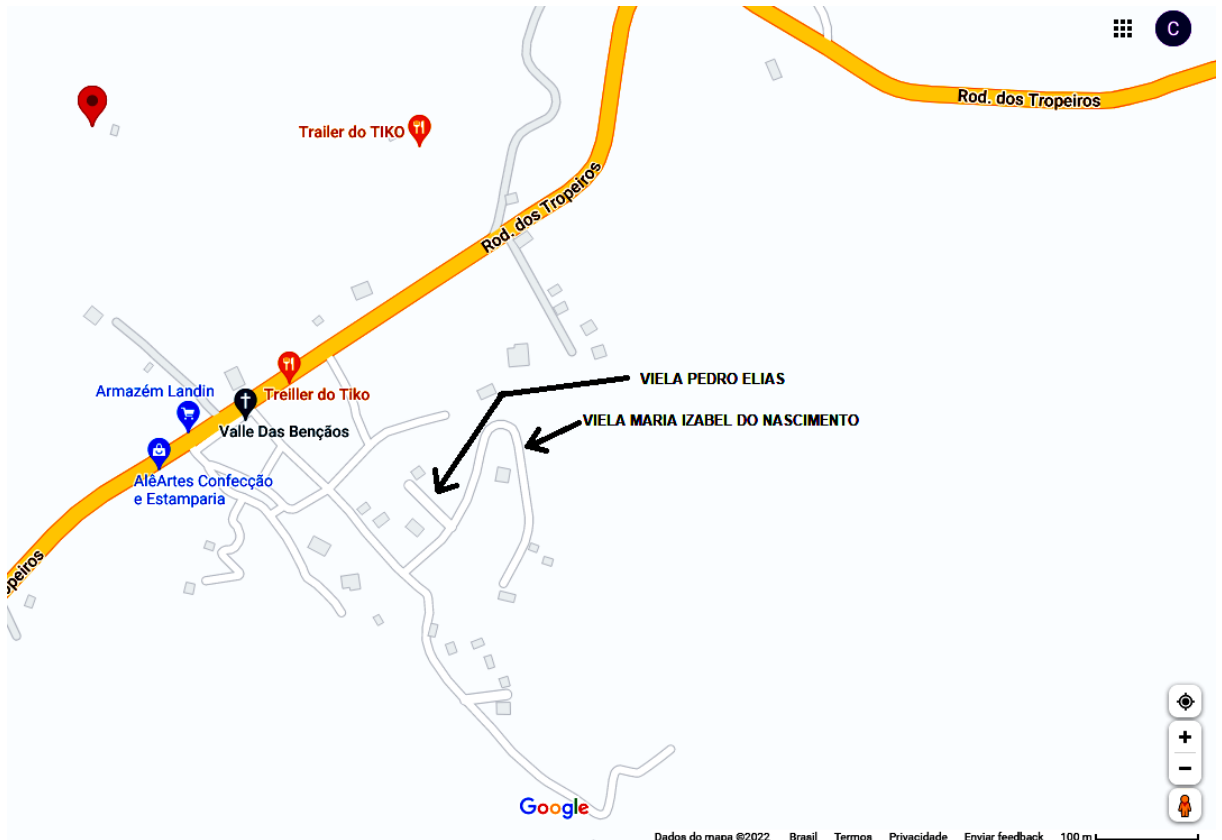 C
Rod. dos Tropeiros
Trailer do TIKO
Rod. dos Tropeiros
VIELA PEDRO ELIAS
Armazém Landin
Treiller do Tiko
VIELA MARIA IZABEL DO NASCIMENTO
Valle Das Bençãos
AlêArtes Confecção
e Estamparia
opeiros
Google
Dados do mapa ©2022 Brasil Termos Privacidade Enviar feedback 100 m